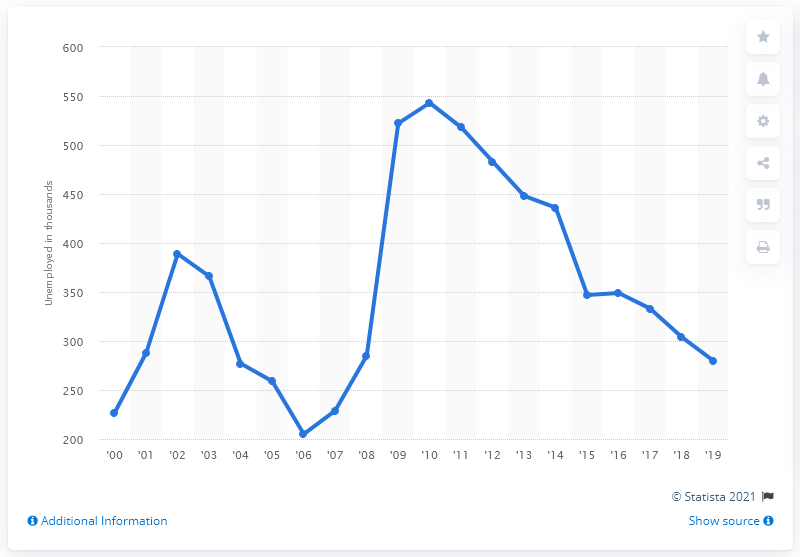 600
550
500
450
400
350
300
250
200
Unemployed in thousands
'00 '01 '02 '03 '04 '05 '06 '07 '08 '09 '10 '11 '12 '13 '14 '15 '16 '17 '18 '19
© Statista 2021
Additional Information
Show source